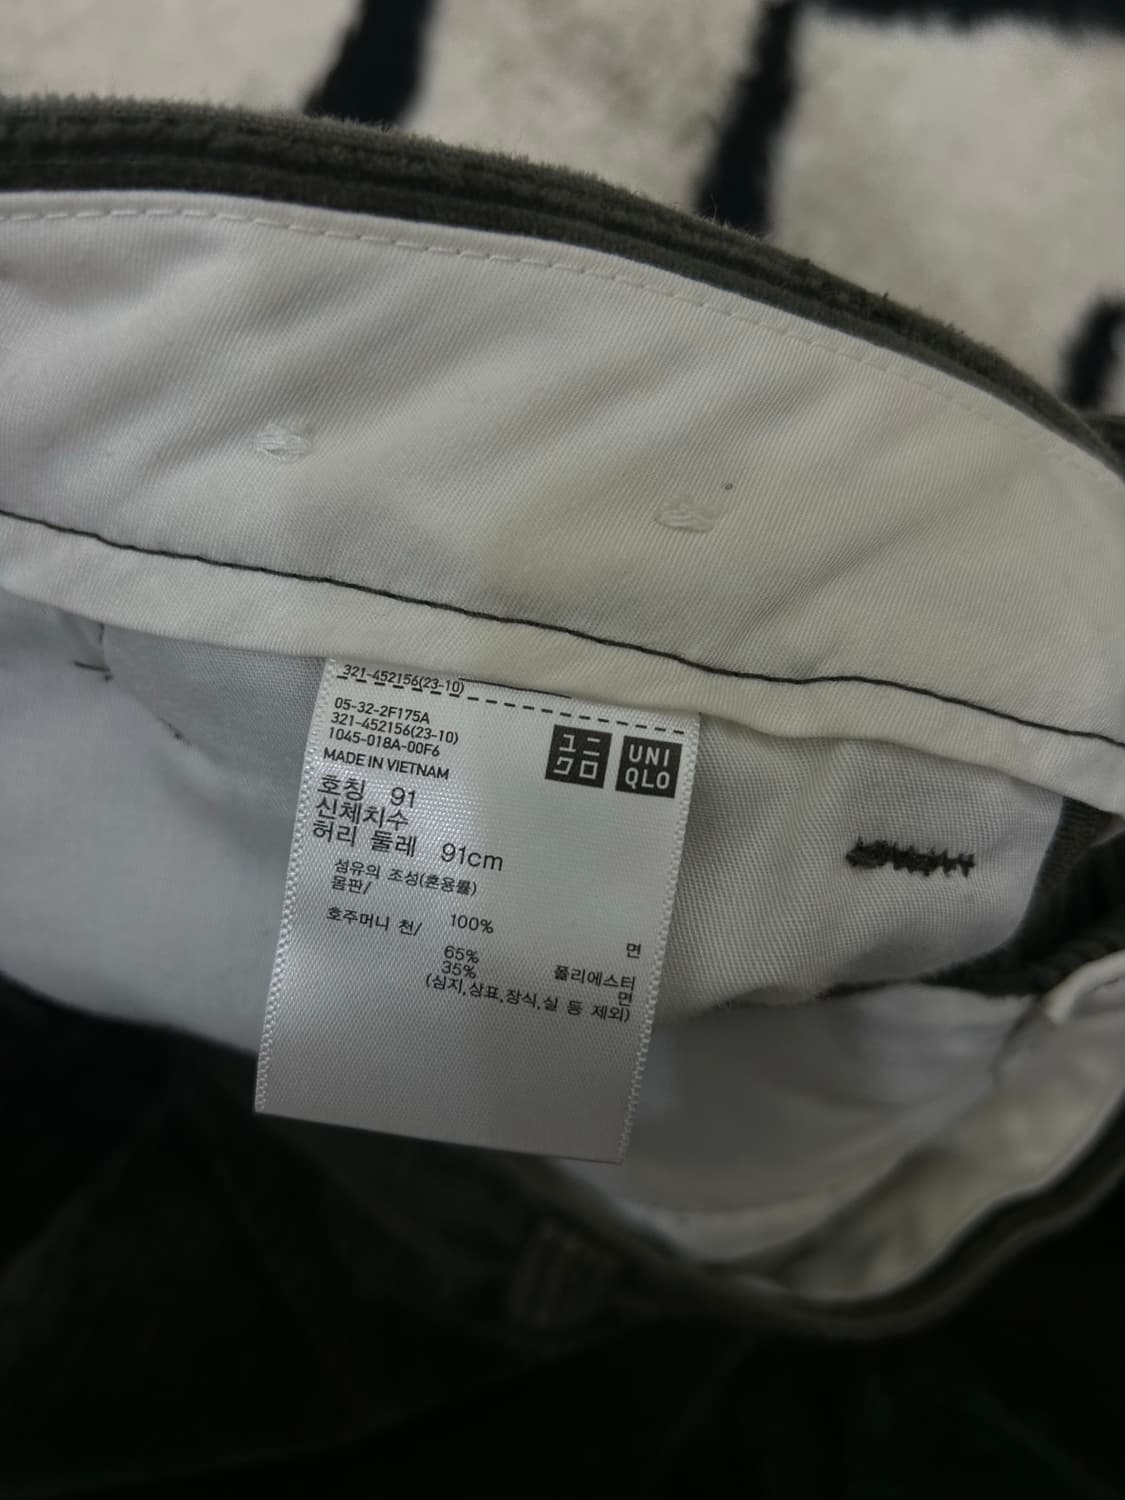 321-452156(23-10)
05-32-2F175A
321-452156(23-10)
1045-018A-00F6
MADE IN VIETNAM
ユニ
クロ
UNI
QLO
호칭 91
신체치수
허리 둘레 91cm
섬유의 조성(혼용률)
몸판/
100% 면
호주머니 천/
65% 폴리에스터
35% 면
(심지,상표,장식,실 등 제외)